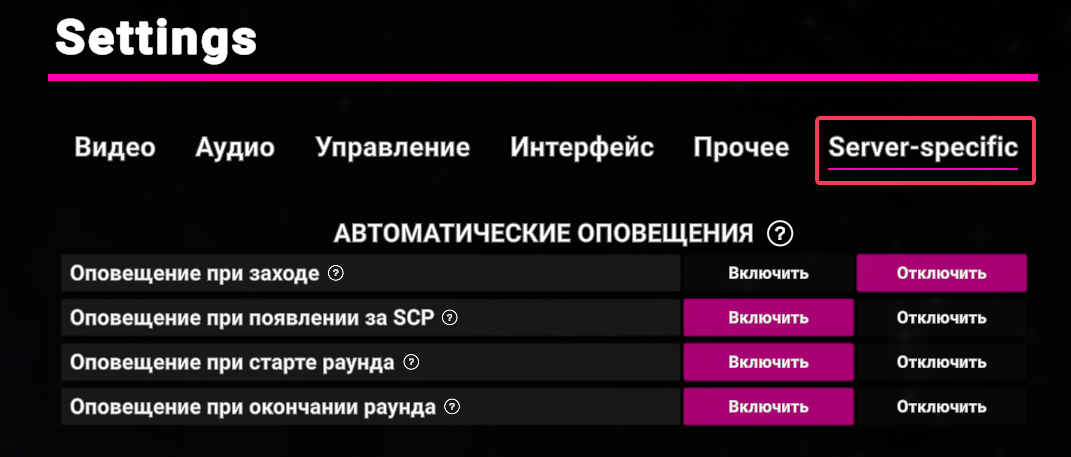 Settings
Видео Аудио Управление Интерфейс Прочее Server-specific
АВТОМАТИЧЕСКИЕ ОПОВЕЩЕНИЯ ?
Оповещение при заходе ? Включить Отключить
Оповещение при появлении за SCP ? Включить Отключить
Оповещение при старте раунда ? Включить Отключить
Оповещение при окончании раунда ? Включить Отключить